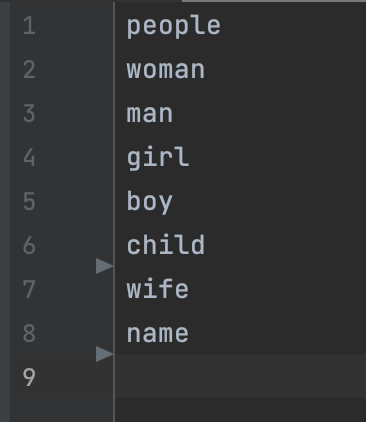 1 people
2 woman
3 man
4 girl
5 boy
6 child
7 wife
8 name
9